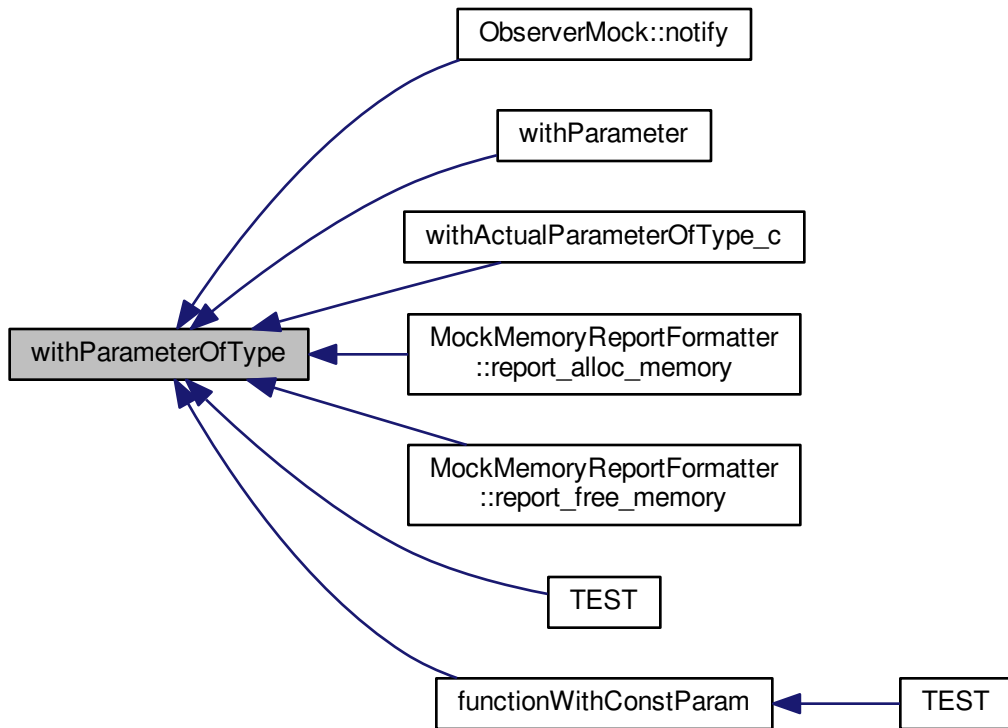 ObserverMock::notify
withParameter
withActualParameterOfType_c
withParameterOfType
MockMemoryReportFormatter
::report_alloc_memory
MockMemoryReportFormatter
::report_free_memory
TEST
functionWithConstParam
TEST